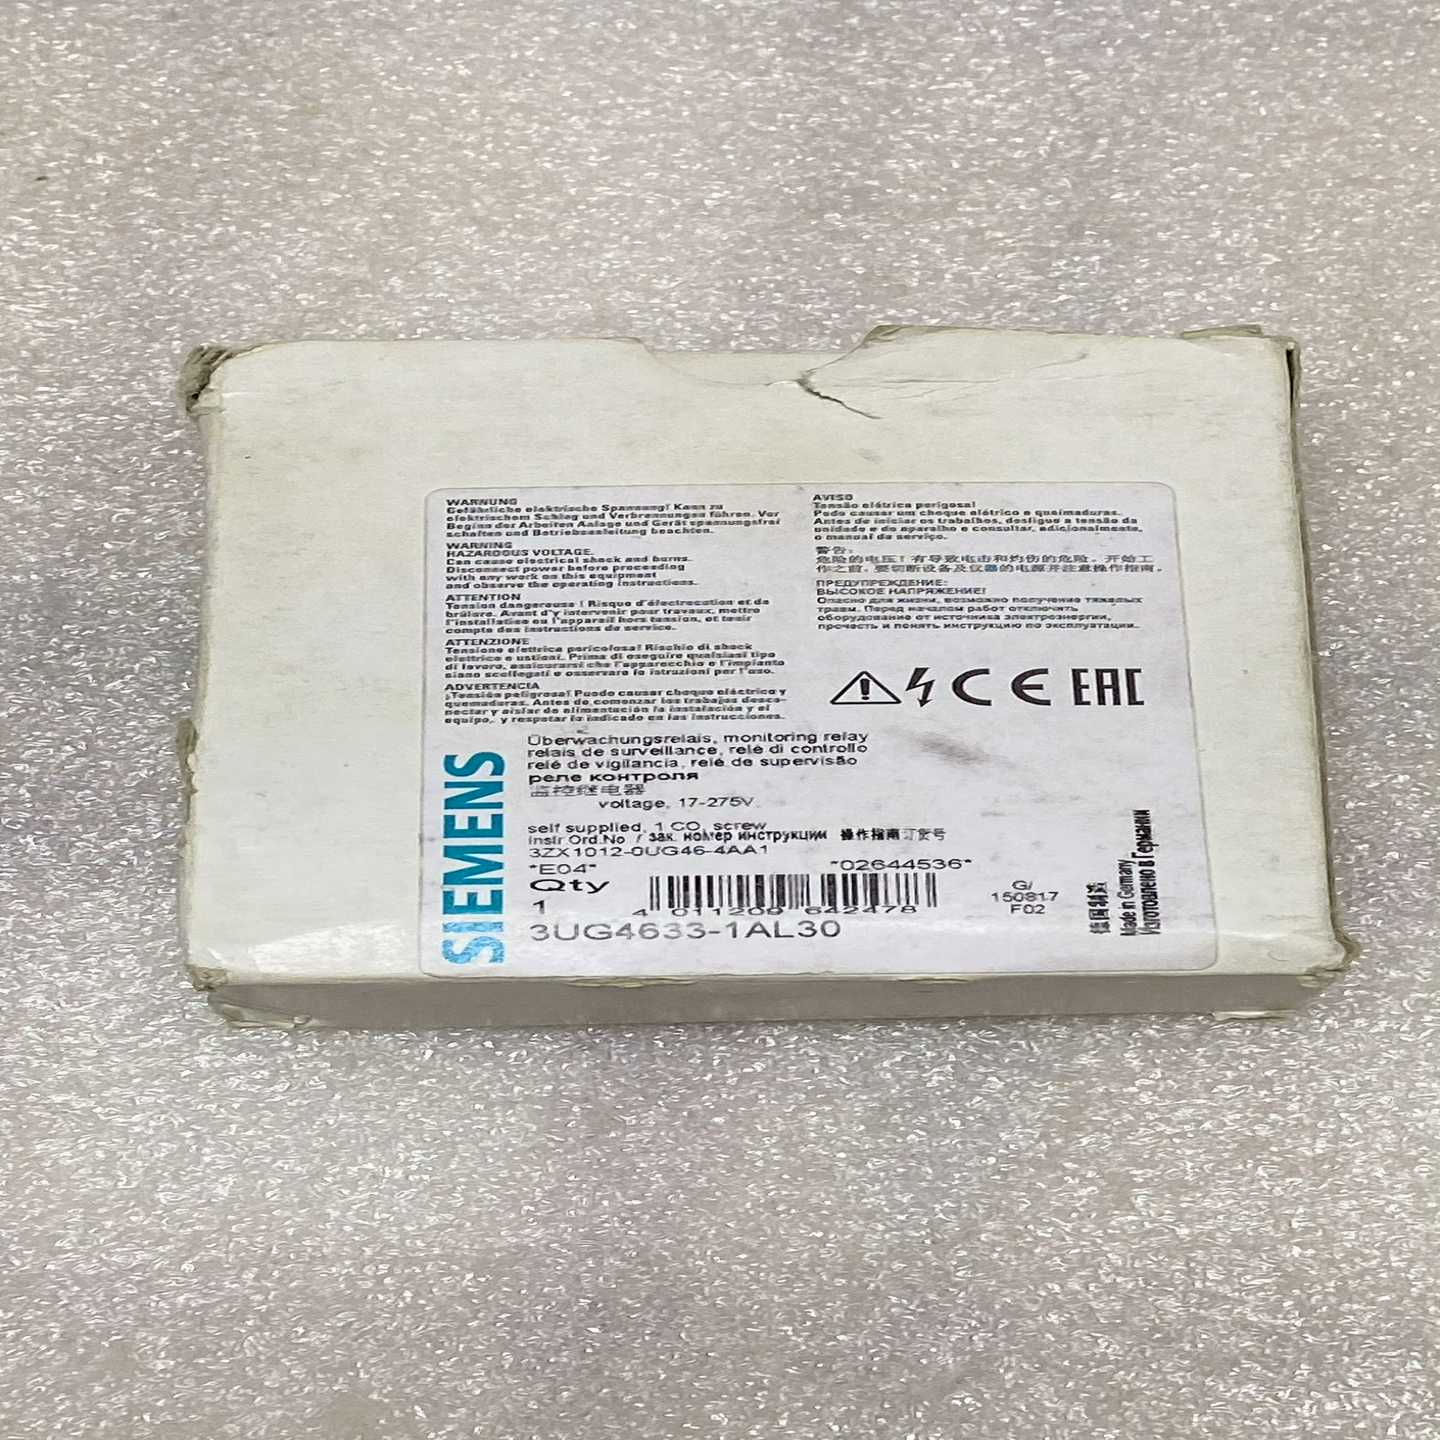 WARNUNG
Gefährliche elektrische Spannung! Kann zu
elektrischem Schlag und Verbrennungen führen. Vor
Beginn der Arbeiten Anlage und Gerät spannungsfrei
schalten und Betriebsanleitung beachten.
WARNING
HAZARDOUS VOLTAGE.
Can cause electrical shock and burns.
Disconnect power before proceeding
with any work on this equipment
and observe the operating instructions.
ATTENTION
Tension dangereuse ! Risque d'électrocution et de
brûlure. Avant d'y intervenir pour travaux, mettre
l'installation ou l'appareil hors tension, et tenir
compte des instructions de service.
ATTENZIONE
Tensione elettrica pericolosa! Rischio di shock
elettrico e ustioni. Prima di eseguire qualsiasi tipo
di lavoro, assicurarsi che l'apparecchio e l'impianto
siano scollegati e osservare le istruzioni per l'uso.
ADVERTENCIA
¡Tensión peligrosa! Puede causar choque eléctrico y
quemaduras. Antes de comenzar los trabajos desco-
nectar y aislar de alimentación la instalación y el
equipo, y respetar lo indicado en las instrucciones.
AVISO
Tensão elétrica perigosa!
Pode causar um choque elétrico e queimaduras.
Antes de iniciar os trabalhos, desligue a tensão da
unidade e do aparelho e consultar, adicionalmente,
o manual de serviço.
警告:
危险的电压!有导致电击和灼伤的危险。开始工
作之前,要切断设备及仪器的电源并注意操作指南。
ПРЕДУПРЕЖДЕНИЕ:
ВЫСОКОЕ НАПРЯЖЕНИЕ!
Опасно для жизни, возможно получение тяжелых
травм. Перед началом работ отключить
оборудование от источника электроэнергии,
прочесть и понять инструкцию по эксплуатации.
CE EAC
SIEMENS
Überwachungsrelais, monitoring relay
relais de surveillance, relè di controllo
relé de vigilancia, relé de supervisão
реле контроля
监控继电器
voltage, 17-275V
self supplied, 1 CO, screw
Instr.Ord.No / зак. номер инструкции 操作指南订货号
3ZX1012-0UG46-4AA1
*E04* *02644536*
Qty
1
4 011209 642478
3UG4633-1AL30
G/
150817
F02
德国制造
Made in Germany
Изготовлено в Германии